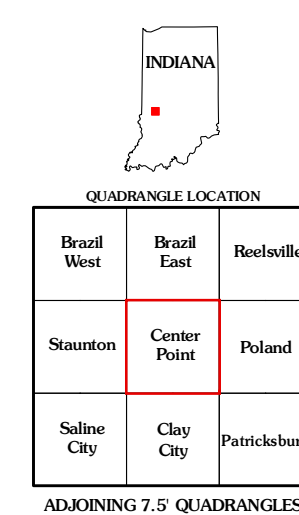 INDIANA
QUADRANGLE LOCATION
Brazil West
Brazil East
Reelsville
Staunton
Center Point
Poland
Saline City
Clay City
Patricksbur
ADJOINING 7.5' QUADRANGLES